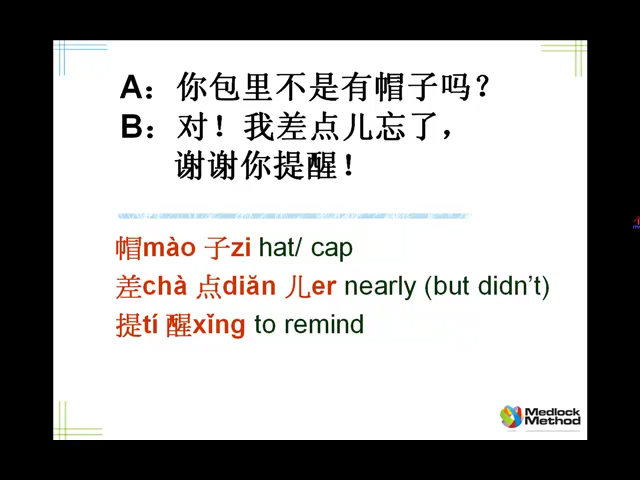 A：你包里不是有帽子吗？
B：对！我差点儿忘了，
谢谢你提醒！
帽mào 子zi hat/ cap
差chà 点diǎn 儿er nearly (but didn’t)
提tí 醒xǐng to remind
Medlock
Method